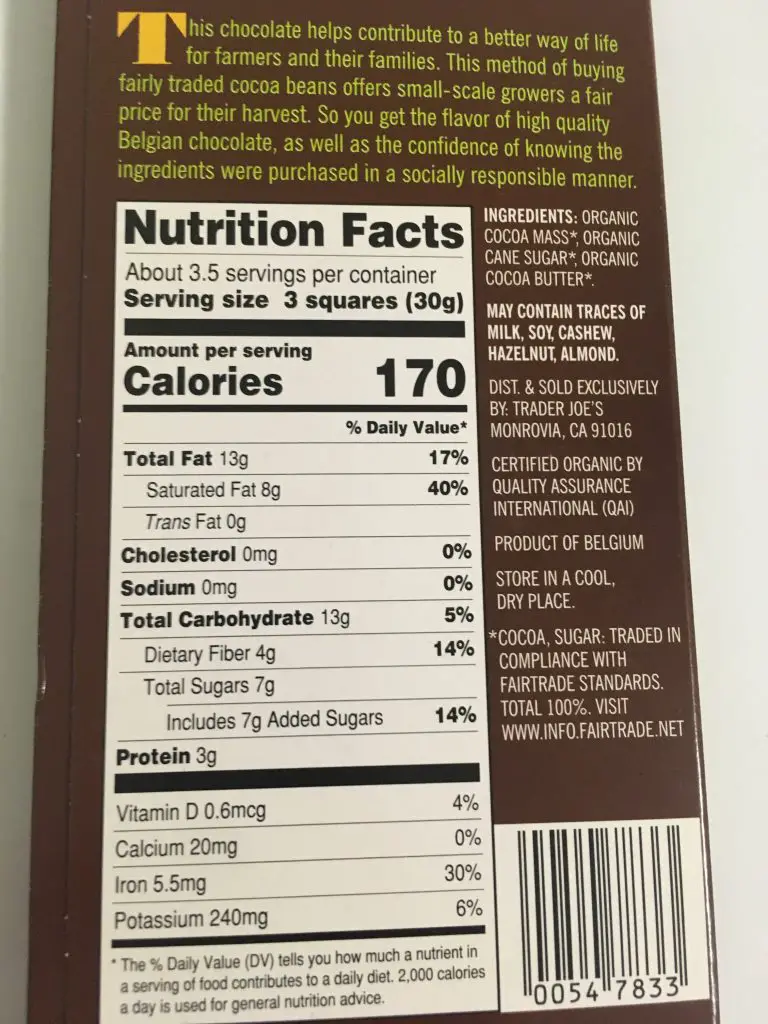 This chocolate helps contribute to a better way of life
for farmers and their families. This method of buying
fairly traded cocoa beans offers small-scale growers a fair
price for their harvest. So you get the flavor of high quality
Belgian chocolate, as well as the confidence of knowing the
ingredients were purchased in a socially responsible manner.
Nutrition Facts
About 3.5 servings per container
Serving size 3 squares (30g)
Amount per serving
Calories 170
% Daily Value*
Total Fat 13g 17%
Saturated Fat 8g 40%
Trans Fat 0g
Cholesterol 0mg 0%
Sodium 0mg 0%
Total Carbohydrate 13g 5%
Dietary Fiber 4g 14%
Total Sugars 7g
Includes 7g Added Sugars 14%
Protein 3g
Vitamin D 0.6mcg 4%
Calcium 20mg 0%
Iron 5.5mg 30%
Potassium 240mg 6%
* The % Daily Value (DV) tells you how much a nutrient in
a serving of food contributes to a daily diet. 2,000 calories
a day is used for general nutrition advice.
INGREDIENTS: ORGANIC
COCOA MASS*, ORGANIC
CANE SUGAR*, ORGANIC
COCOA BUTTER*.
MAY CONTAIN TRACES OF
MILK, SOY, CASHEW,
HAZELNUT, ALMOND.
DIST. & SOLD EXCLUSIVELY
BY: TRADER JOE'S
MONROVIA, CA 91016
CERTIFIED ORGANIC BY
QUALITY ASSURANCE
INTERNATIONAL (QAI)
PRODUCT OF BELGIUM
STORE IN A COOL,
DRY PLACE.
*COCOA, SUGAR: TRADED IN
COMPLIANCE WITH
FAIRTRADE STANDARDS.
TOTAL 100%. VISIT
WWW.INFO.FAIRTRADE.NET
0054 7833